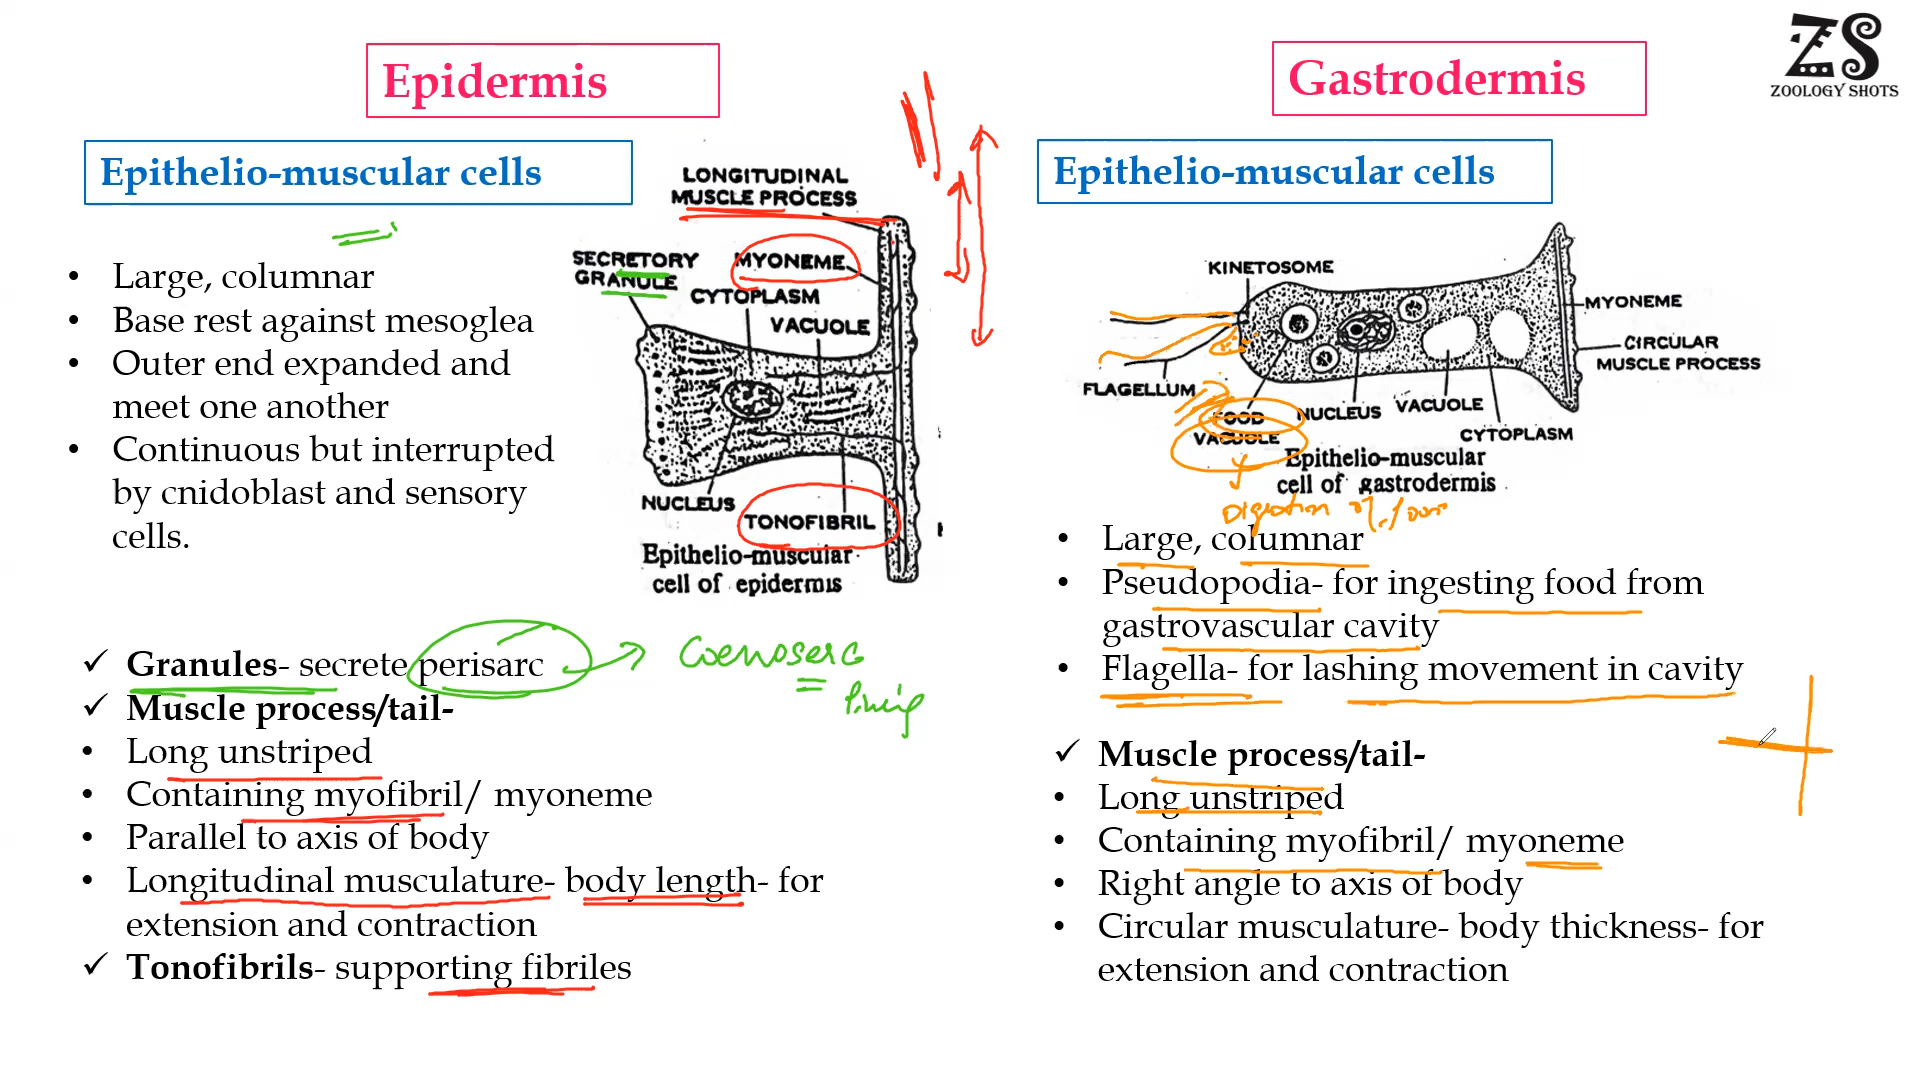 ZS
ZOOLOGY SHOTS
Epidermis
Epithelio-muscular cells
• Large, columnar
• Base rest against mesoglea
• Outer end expanded and
meet one another
• Continuous but interrupted
by cnidoblast and sensory
cells.
LONGITUDINAL
MUSCLE PROCESS
SECRETORY
GRANULE
MYONEME
CYTOPLASM
VACUOLE
NUCLEUS
TONOFIBRIL
Epithelio-muscular
cell of epidermis
✓ Granules- secrete perisarc
Coenosarc
✓ Muscle process/tail-
• Long unstriped
• Containing myofibril/ myoneme
• Parallel to axis of body
• Longitudinal musculature- body length- for
extension and contraction
✓ Tonofibrils- supporting fibriles
Gastrodermis
Epithelio-muscular cells
KINETOSOME
MYONEME
CIRCULAR
MUSCLE PROCESS
FLAGELLUM
FOOD
VACUOLE
NUCLEUS
VACUOLE
CYTOPLASM
Epithelio-muscular
cell of gastrodermis
Digestion of food
• Large, columnar
• Pseudopodia- for ingesting food from
gastrovascular cavity
• Flagella- for lashing movement in cavity
✓ Muscle process/tail-
• Long unstriped
• Containing myofibril/ myoneme
• Right angle to axis of body
• Circular musculature- body thickness- for
extension and contraction